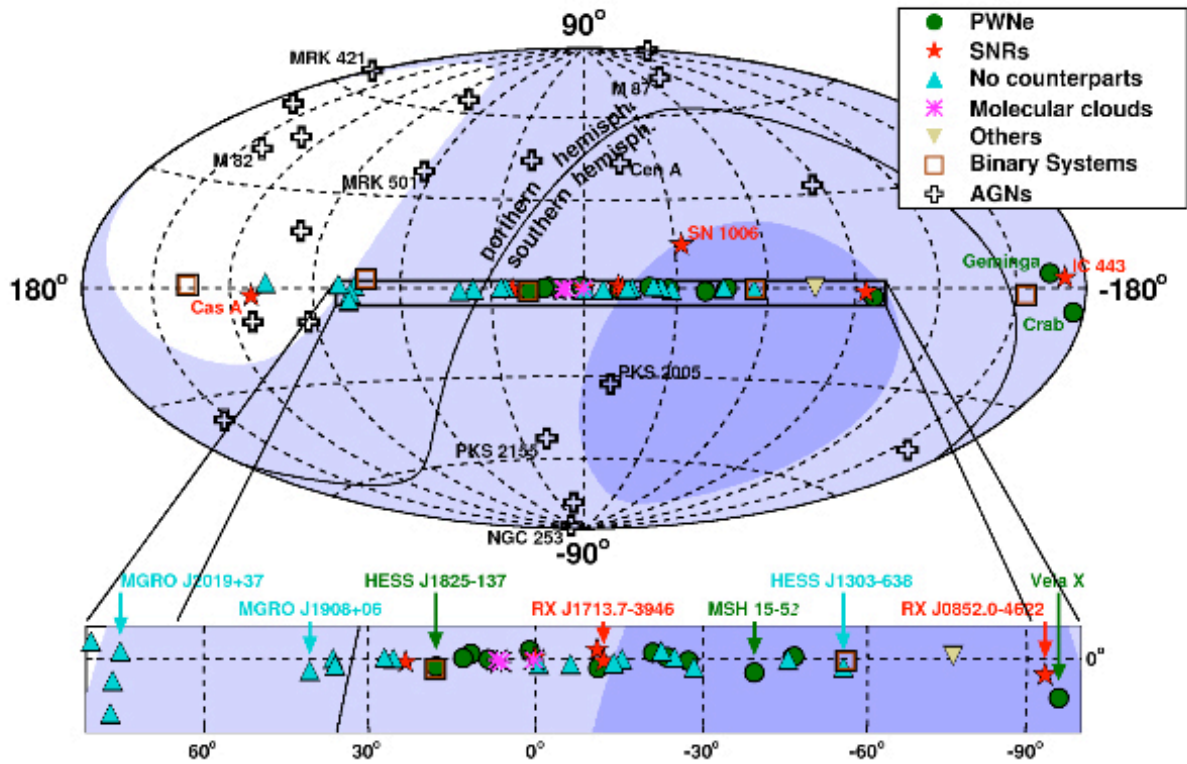 90°
MRK 421
M 87
M 82
MRK 501
northern hemisph.
southern hemisph.
Cen A
SN 1006
Geminga
IC 443
180°
-180°
Cas A
Crab
PKS 2005
PKS 2155
NGC 253
-90°
PWNe
SNRs
No counterparts
Molecular clouds
Others
Binary Systems
AGNs
MGRO J2019+37
HESS J1825-137
HESS J1303-638
Vela X
MGRO J1908+06
RX J1713.7-3946
MSH 15-52
RX J0852.0-4622
0°
60°
30°
0°
-30°
-60°
-90°